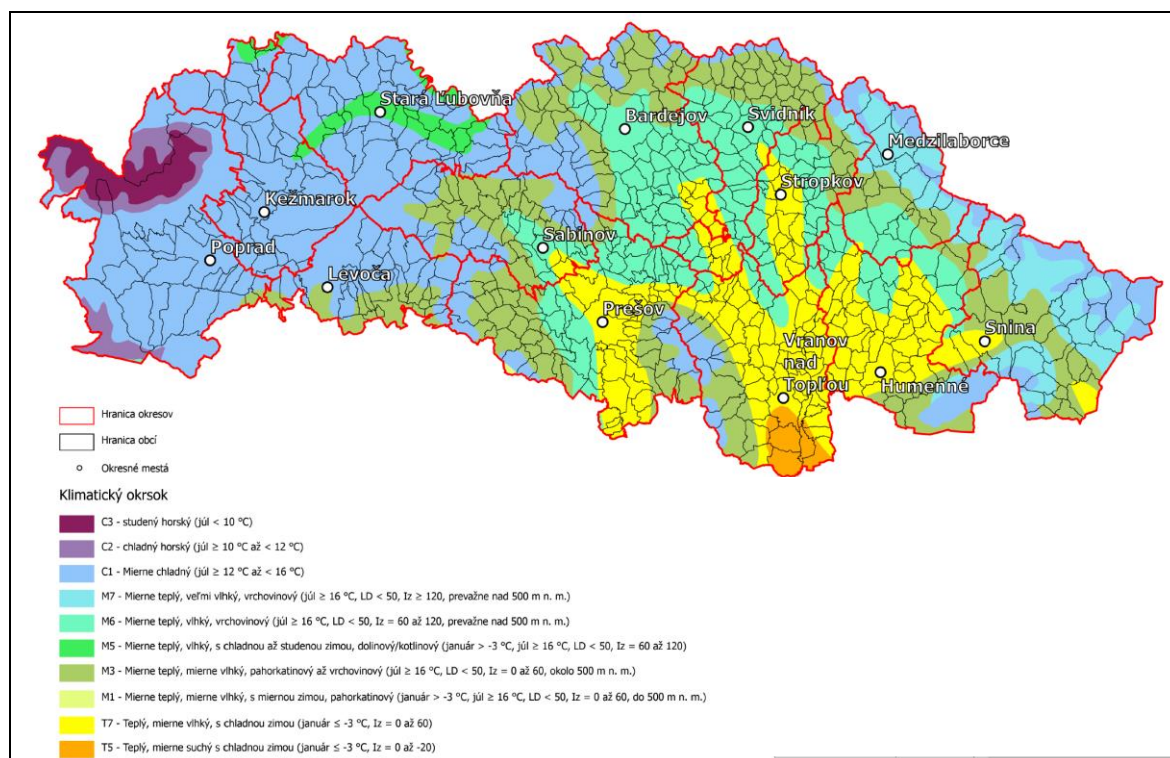 Stará Ľubovňa
Bardejov
Svidník
Medzilaborce
Stropkov
Kežmarok
Sabinov
Poprad
Levoča
Prešov
Vranov
nad
Topľou
Snina
Humenné
Hranica okresov
Hranica obcí
Okresné mestá
Klimatický okrsok
C3 - studený horský (júl < 10 °C)
C2 - chladný horský (júl ≥ 10 °C až < 12 °C)
C1 - Mierne chladný (júl ≥ 12 °C až < 16 °C)
M7 - Mierne teplý, veľmi vlhký, vrchovinový (júl ≥ 16 °C, LD < 50, Iz ≥ 120, prevažne nad 500 m n. m.)
M6 - Mierne teplý, vlhký, vrchovinový (júl ≥ 16 °C, LD < 50, Iz = 60 až 120, prevažne nad 500 m n. m.)
M5 - Mierne teplý, vlhký, s chladnou až studenou zimou, dolinový/kotlinový (január > -3 °C, júl ≥ 16 °C, LD < 50, Iz = 60 až 120)
M3 - Mierne teplý, mierne vlhký, pahorkatinový až vrchovinový (júl ≥ 16 °C, LD < 50, Iz = 0 až 60, okolo 500 m n. m.)
M1 - Mierne teplý, mierne vlhký, s miernou zimou, pahorkatinový (január > -3 °C, júl ≥ 16 °C, LD < 50, Iz = 0 až 60, do 500 m n. m.)
T7 - Teplý, mierne vlhký, s chladnou zimou (január ≤ -3 °C, Iz = 0 až 60)
T5 - Teplý, mierne suchý s chladnou zimou (január ≤ -3 °C, Iz = 0 až -20)